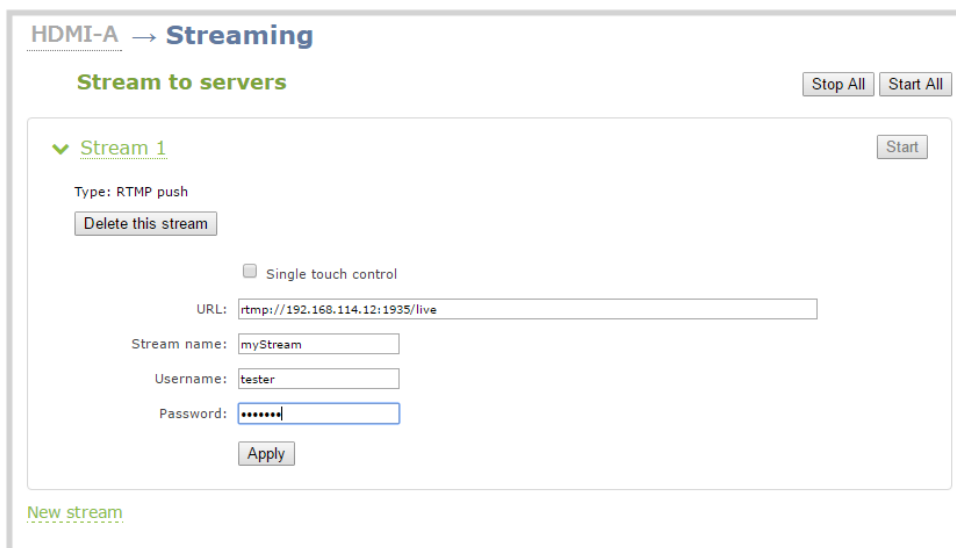 HDMI-A → Streaming
Stream to servers
Stop All Start All
Stream 1
Start
Type: RTMP push
Delete this stream
Single touch control
URL: rtmp://192.168.114.12:1935/live
Stream name: myStream
Username: tester
Password: •••••••
Apply
New stream